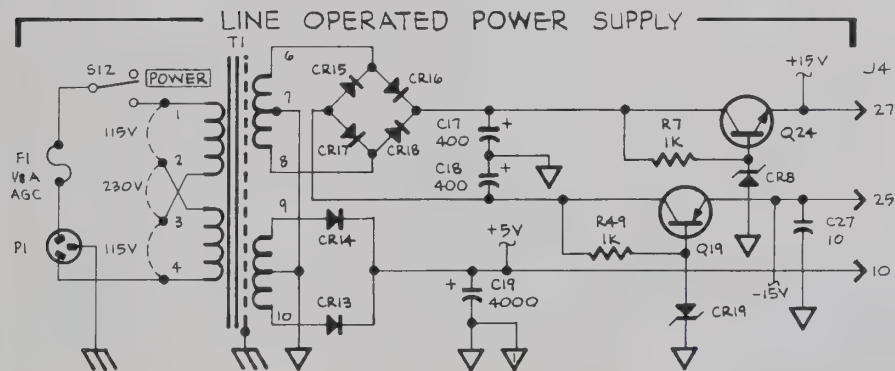 LINE OPERATED POWER SUPPLY
T1
S12
POWER
F1
1/8 A
AGC
P1
115V
230V
115V
1
2
3
4
6
7
8
9
10
CR15
CR16
CR17
CR18
CR14
CR13
C17
400
+
C18
400
+
+
C19
4000
+5V
R49
1K
R7
1K
Q24
Q19
CR8
CR19
+15V
-15V
C27
10
J4
27
25
10